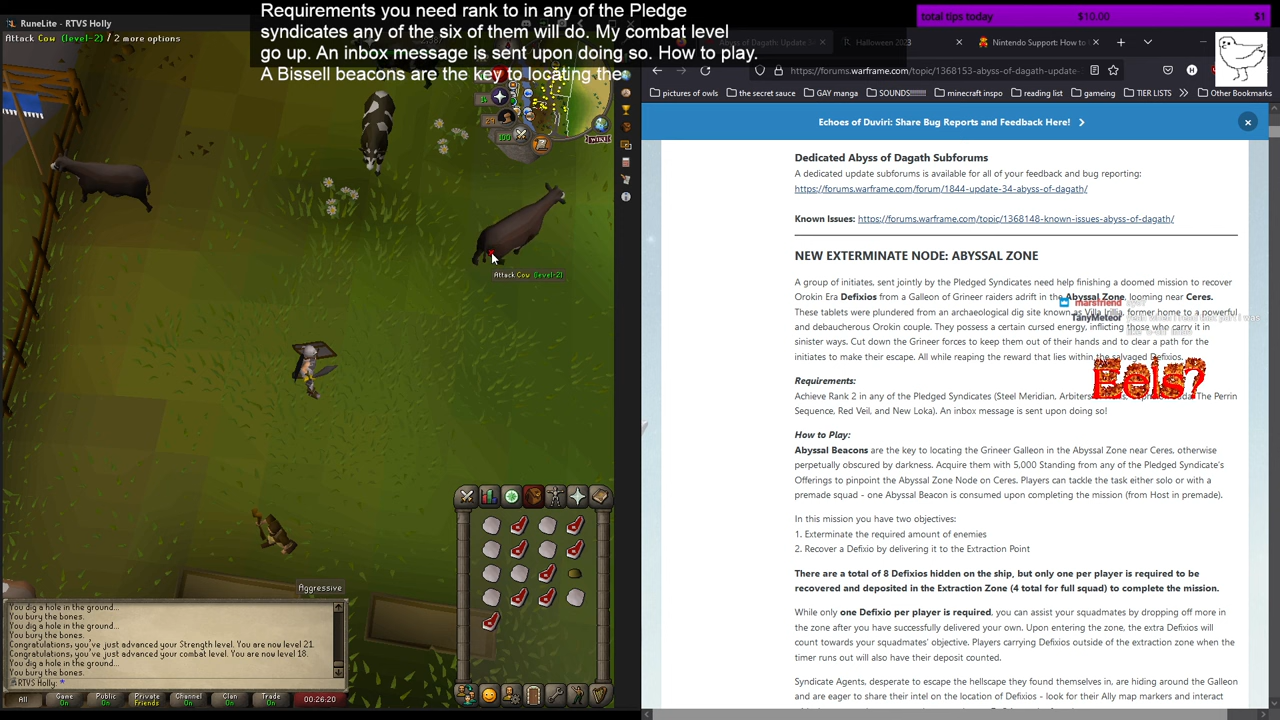 RuneLite - RTVS Holly
Attack Cow (level-2) / 2 more options
Requirements you need rank to in any of the Pledge
syndicates any of the six of them will do. My combat level
go up. An inbox message is sent upon doing so. How to play.
A Bissell beacons are the key to locating the
total tips today $10.00 $1
Halloween 2023
Nintendo Support: How to
https://forums.warframe.com/topic/1368153-abyss-of-dagath-update-
pictures of owls
the secret sauce
GAY manga
minecraft inspo
reading list
gameing
TIER LISTS
Other Bookmarks
WIKI
Attack Cow (level-2)
Echoes of Duviri: Share Bug Reports and Feedback Here!
Dedicated Abyss of Dagath Subforums
A dedicated update subforums is available for all of your feedback and bug reporting:
https://forums.warframe.com/forum/1844-update-34-abyss-of-dagath/
Known Issues: https://forums.warframe.com/topic/1368148-known-issues-abyss-of-dagath/
NEW EXTERMINATE NODE: ABYSSAL ZONE
A group of initiates, sent jointly by the Pledged Syndicates need help finishing a doomed mission to recover
Orokin Era Defixios from a Galleon of Grineer raiders adrift in the Abyssal Zone, looming near Ceres.
These tablets were plundered from an archaeological dig site known as Villa Irillia, former home to a powerful
and debaucherous Orokin couple. They possess a certain cursed energy, inflicting those who carry it in
sinister ways. Cut down the Grineer forces to keep them out of their hands and to clear a path for the
initiates to make their escape. All while reaping the reward that lies within the salvaged Defixios.
marsfriend
TanyMeteor
Eels?
Requirements:
Achieve Rank 2 in any of the Pledged Syndicates (Steel Meridian, Arbiters The Perrin
Sequence, Red Veil, and New Loka). An inbox message is sent upon doing so!
How to Play:
Abyssal Beacons are the key to locating the Grineer Galleon in the Abyssal Zone near Ceres, otherwise
perpetually obscured by darkness. Acquire them with 5,000 Standing from any of the Pledged Syndicate's
Offerings to pinpoint the Abyssal Zone Node on Ceres. Players can tackle the task either solo or with a
premade squad - one Abyssal Beacon is consumed upon completing the mission (from Host in premade).
In this mission you have two objectives:
1. Exterminate the required amount of enemies
2. Recover a Defixio by delivering it to the Extraction Point
There are a total of 8 Defixios hidden on the ship, but only one per player is required to be
recovered and deposited in the Extraction Zone (4 total for full squad) to complete the mission.
While only one Defixio per player is required, you can assist your squadmates by dropping off more in
the zone after you have successfully delivered your own. Upon entering the zone, the extra Defixios will
count towards your squadmates' objective. Players carrying Defixios outside of the extraction zone when the
timer runs out will also have their deposit counted.
Syndicate Agents, desperate to escape the hellscape they found themselves in, are hiding around the Galleon
and are eager to share their intel on the location of Defixios - look for their Ally map markers and interact
Aggressive
You dig a hole in the ground...
You bury the bones.
You dig a hole in the ground...
You bury the bones.
Congratulations, you've just advanced your Strength level. You are now level 21.
Congratulations, you've just advanced your combat level. You are now level 18.
You dig a hole in the ground...
You bury the bones.
RTVS Holly: *
All
Game On
Public: On
Private Friends
Channel On
Clan On
Trade On
00:26:20